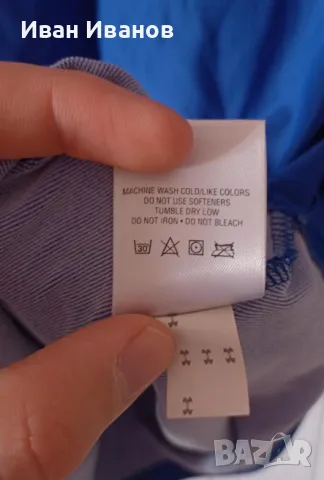 Иван Иванов
MACHINE WASH COLD/LIKE COLORS
DO NOT USE SOFTENERS
TUMBLE DRY LOW
DO NOT IRON • DO NOT BLEACH
30
BAZAR